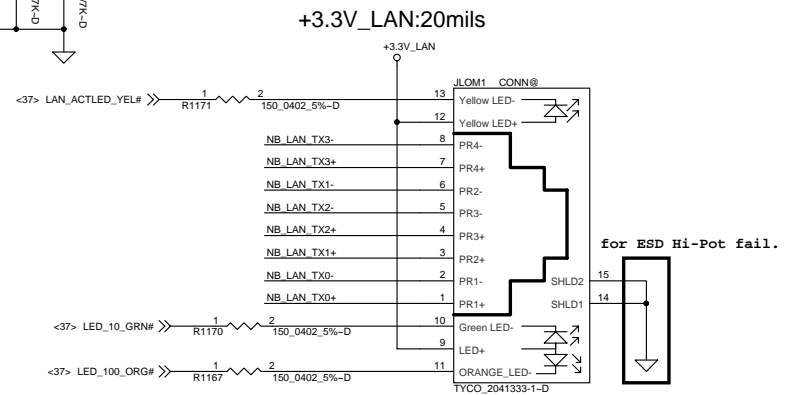 7K~D
7K~D
+3.3V_LAN:20mils
+3.3V_LAN
JLOM1 CONN@
<37> LAN_ACTLED_YEL# 1 2 13 Yellow LED-
R1171 150_0402_5%~D
12 Yellow LED+
NB_LAN_TX3- 8 PR4-
NB_LAN_TX3+ 7 PR4+
NB_LAN_TX1- 6 PR2-
NB_LAN_TX2- 5 PR3-
NB_LAN_TX2+ 4 PR3+
NB_LAN_TX1+ 3 PR2+
NB_LAN_TX0- 2 PR1-
NB_LAN_TX0+ 1 PR1+
for ESD Hi-Pot fail.
SHLD2 15
SHLD1 14
<37> LED_10_GRN# 1 2 10 Green LED-
R1170 150_0402_5%~D
9 LED+
<37> LED_100_ORG# 1 2 11 ORANGE_LED-
R1167 150_0402_5%~D
TYCO_2041333-1~D